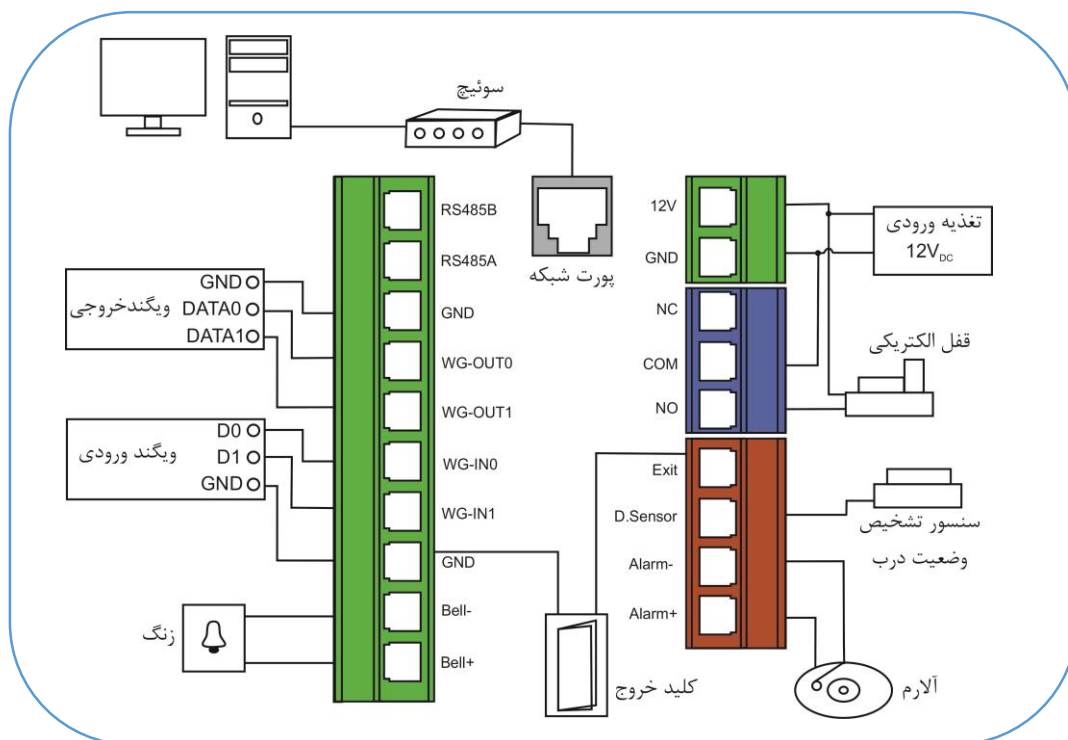 سوئیچ
RS485B
RS485A
GND
WG-OUT0
WG-OUT1
WG-IN0
WG-IN1
GND
Bell-
Bell+
GND
DATA0
DATA1
ویگندخروجی
D0
D1
GND
ویگند ورودی
زنگ
پورت شبکه
کلید خروج
12V
GND
NC
COM
NO
Exit
D.Sensor
Alarm-
Alarm+
تغذیه ورودی
12VDC
قفل الکتریکی
سنسور تشخیص
وضعیت درب
آلارم